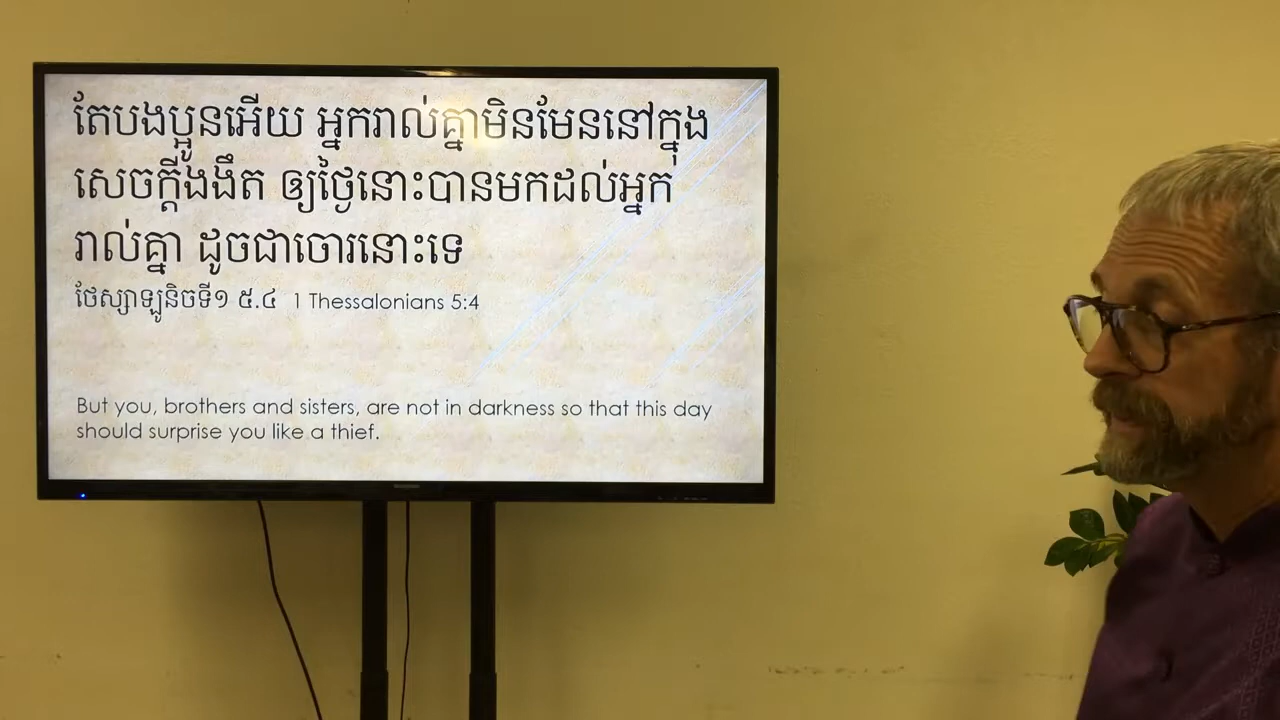 តែបងប្អូនអើយ អ្នករាល់គ្នាមិនមែននៅក្នុង
សេចក្ដីងងឹត ឲ្យថ្ងៃនោះបានមកដល់អ្នក
រាល់គ្នា ដូចជាចោរនោះទេ
ថែស្សាឡូនិចទី១ ៥.៤ 1 Thessalonians 5:4
But you, brothers and sisters, are not in darkness so that this day
should surprise you like a thief.